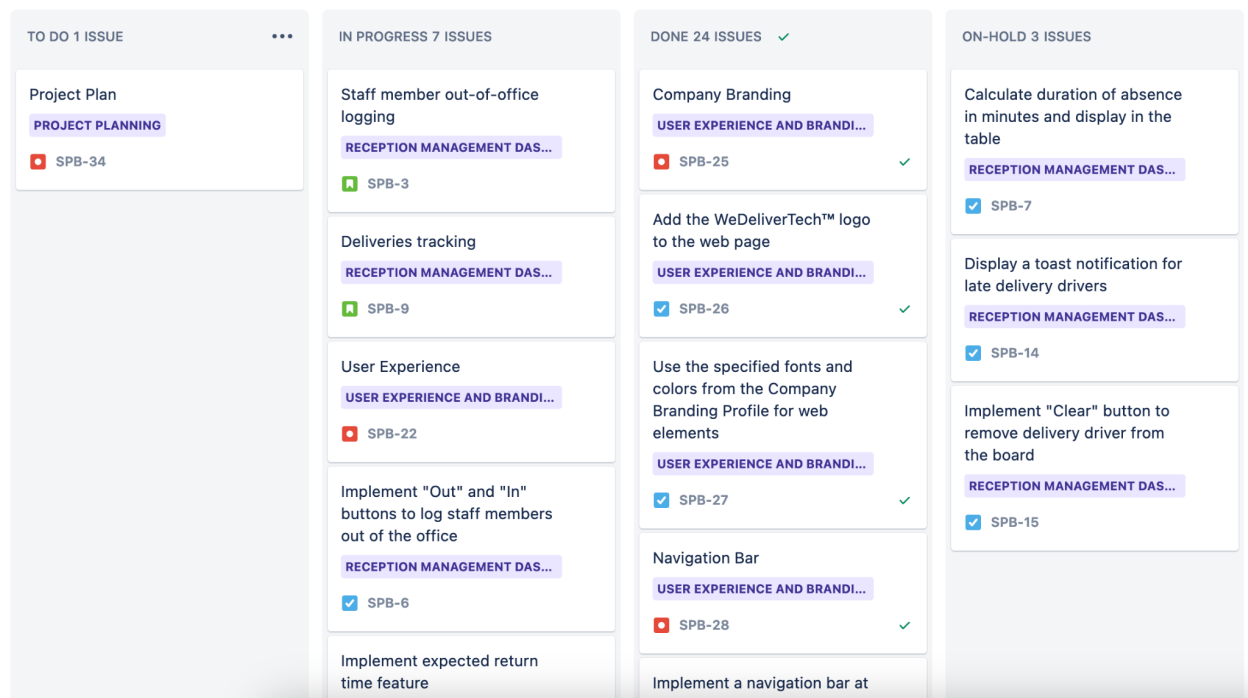 TO DO 1 ISSUE
Project Plan
PROJECT PLANNING
SPB-34
IN PROGRESS 7 ISSUES
Staff member out-of-office
logging
RECEPTION MANAGEMENT DAS...
SPB-3
Deliveries tracking
RECEPTION MANAGEMENT DAS...
SPB-9
User Experience
USER EXPERIENCE AND BRANDI...
SPB-22
Implement "Out" and "In"
buttons to log staff members
out of the office
RECEPTION MANAGEMENT DAS...
SPB-6
Implement expected return
time feature
DONE 24 ISSUES
Company Branding
USER EXPERIENCE AND BRANDI...
SPB-25
Add the WeDeliverTech™ logo
to the web page
USER EXPERIENCE AND BRANDI...
SPB-26
Use the specified fonts and
colors from the Company
Branding Profile for web
elements
USER EXPERIENCE AND BRANDI...
SPB-27
Navigation Bar
USER EXPERIENCE AND BRANDI...
SPB-28
Implement a navigation bar at
ON-HOLD 3 ISSUES
Calculate duration of absence
in minutes and display in the
table
RECEPTION MANAGEMENT DAS...
SPB-7
Display a toast notification for
late delivery drivers
RECEPTION MANAGEMENT DAS...
SPB-14
Implement "Clear" button to
remove delivery driver from
the board
RECEPTION MANAGEMENT DAS...
SPB-15